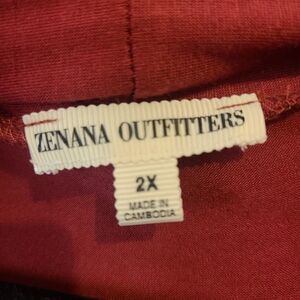 ZENANA OUTFITTERS
2X
MADE IN
CAMBODIA